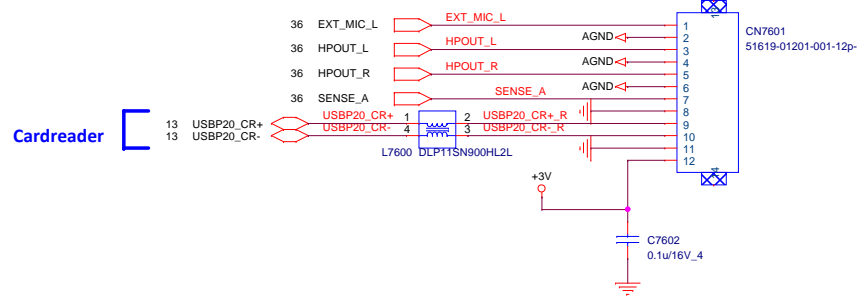 36 EXT_MIC_L EXT_MIC_L 1
AGND 2
36 HPOUT_L HPOUT_L 3
AGND 4
36 HPOUT_R HPOUT_R 5
AGND 6
36 SENSE_A SENSE_A 7
8
13 USBP20_CR+ USBP20_CR+ 1 2 USBP20_CR+_R 9
13 USBP20_CR- USBP20_CR- 4 3 USBP20_CR-_R 10
11
12
CN7601
51619-01201-001-12p-
Cardreader
L7600 DLP11SN900HL2L
+3V
C7602
0.1u/16V_4